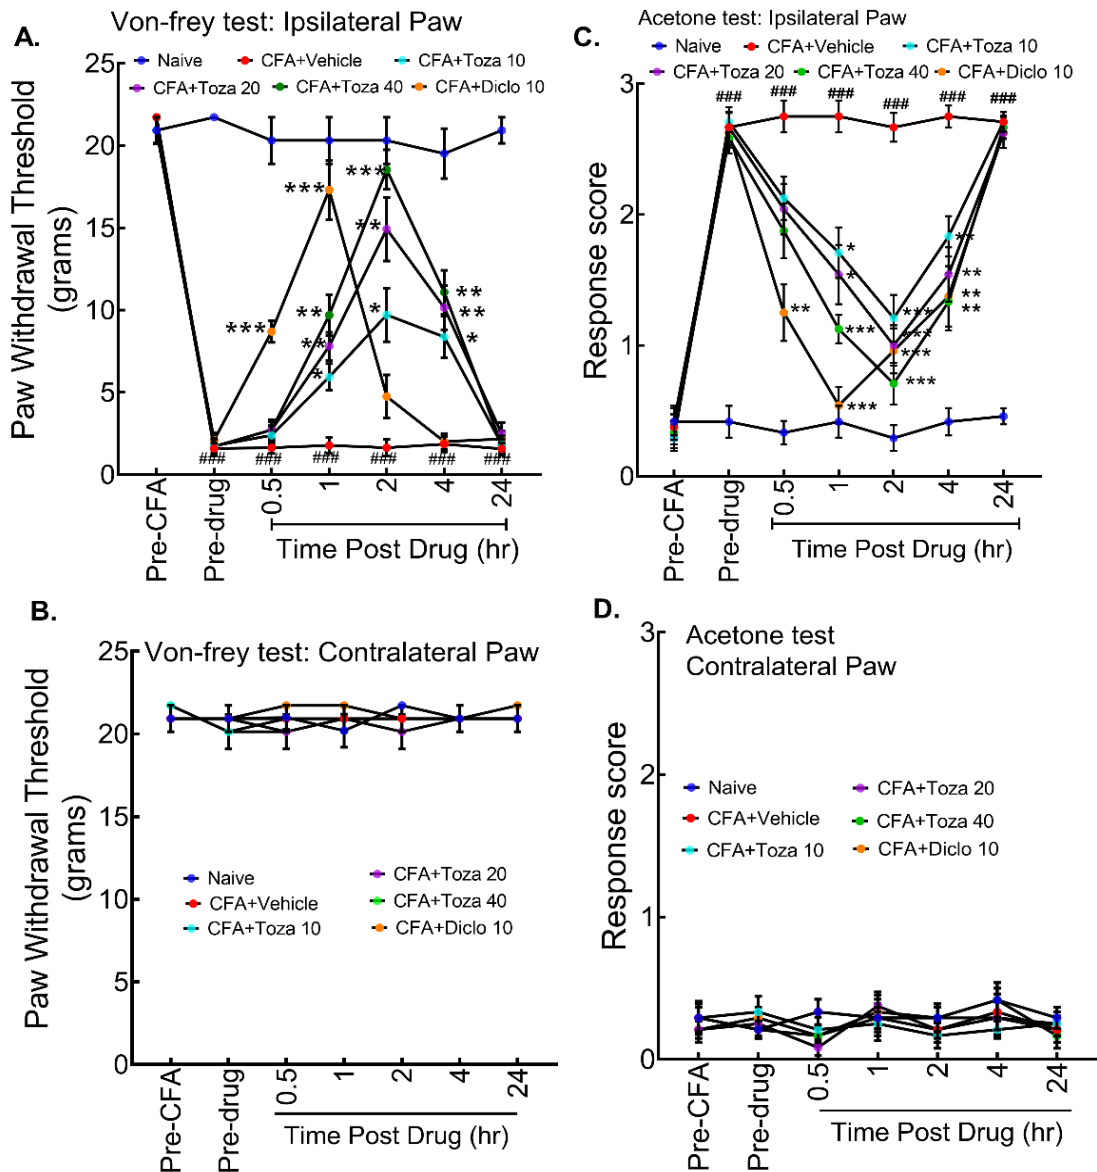 A.
Von-frey test: Ipsilateral Paw
Naive CFA+Vehicle CFA+Toza 10
CFA+Toza 20 CFA+Toza 40 CFA+Diclo 10
Paw Withdrawal Threshold
(grams)
25
20
15
10
5
0
***
***
***
**
**
**
*
*
**
**
*
### ### ### ### ### ###
Pre-CFA Pre-drug 0.5 1 2 4 24
Time Post Drug (hr)
C.
Acetone test: Ipsilateral Paw
Naive CFA+Vehicle CFA+Toza 10
CFA+Toza 20 CFA+Toza 40 CFA+Diclo 10
Response score
3
2
1
0
### ### ### ### ### ###
*
*
**
***
***
***
***
***
***
**
**
**
**
Pre-CFA Pre-drug 0.5 1 2 4 24
Time Post Drug (hr)
B.
Von-frey test: Contralateral Paw
Paw Withdrawal Threshold
(grams)
25
20
15
10
5
0
Naive CFA+Toza 20
CFA+Vehicle CFA+Toza 40
CFA+Toza 10 CFA+Diclo 10
Pre-CFA Pre-drug 0.5 1 2 4 24
Time Post Drug (hr)
D.
Acetone test
Contralateral Paw
Response score
3
2
1
0
Naive CFA+Toza 20
CFA+Vehicle CFA+Toza 40
CFA+Toza 10 CFA+Diclo 10
Pre-CFA Pre-drug 0.5 1 2 4 24
Time Post Drug (hr)